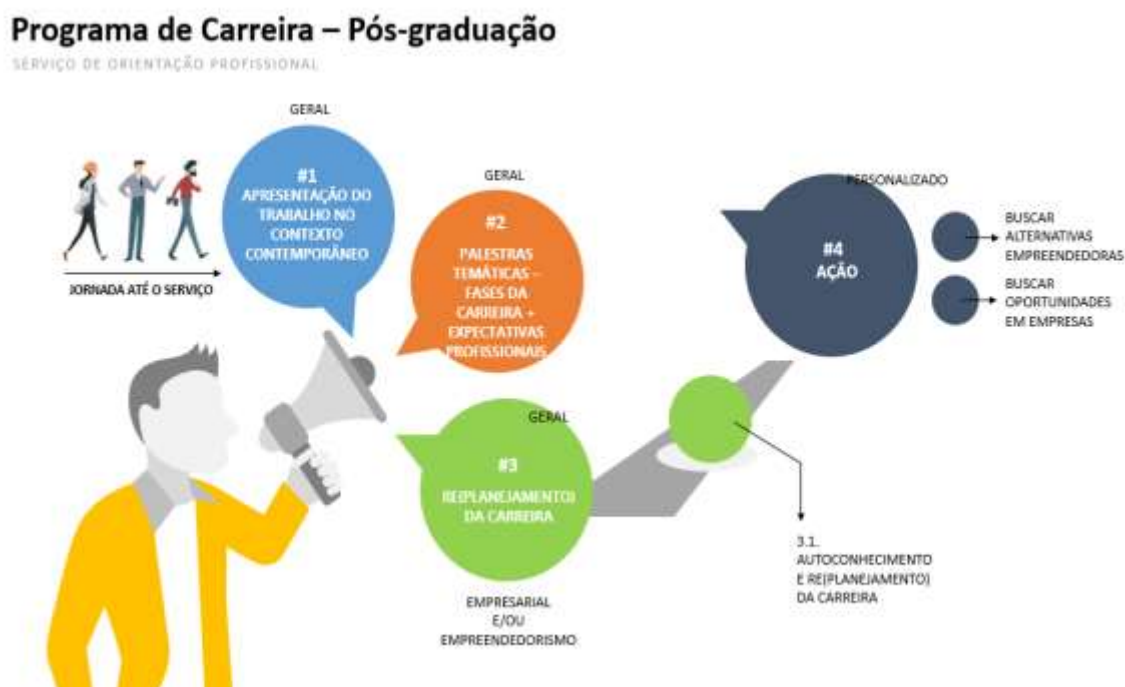 Programa de Carreira – Pós-graduação
SERVIÇO DE ORIENTAÇÃO PROFISSIONAL
GERAL
#1
APRESENTAÇÃO DO
TRABALHO NO
CONTEXTO
CONTEMPORÂNEO
JORNADA ATÉ O SERVIÇO
GERAL
#2
PALESTRAS
TEMÁTICAS –
FASES DA
CARREIRA +
EXPECTATIVAS
PROFISSIONAIS
GERAL
#3
RE(PLANEJAMENTO)
DA CARREIRA
EMPRESARIAL
E/OU
EMPREENDEDORISMO
3.1.
AUTOCONHECIMENTO
E RE(PLANEJAMENTO)
DA CARREIRA
PERSONALIZADO
#4
AÇÃO
BUSCAR
ALTERNATIVAS
EMPREENDEDORAS
BUSCAR
OPORTUNIDADES
EM EMPRESAS